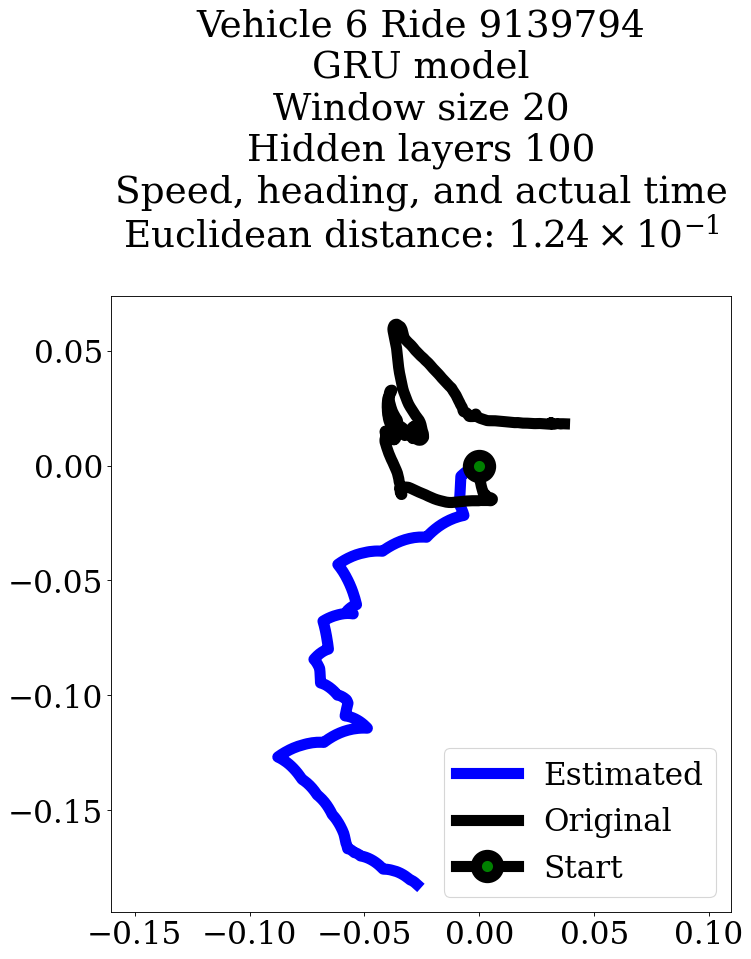 Vehicle 6 Ride 9139794
GRU model
Window size 20
Hidden layers 100
Speed, heading, and actual time
Euclidean distance: 1.24 × 10⁻¹
0.05
0.00
−0.05
−0.10
−0.15
Estimated
Original
Start
−0.15 −0.10 −0.05 0.00 0.05 0.10